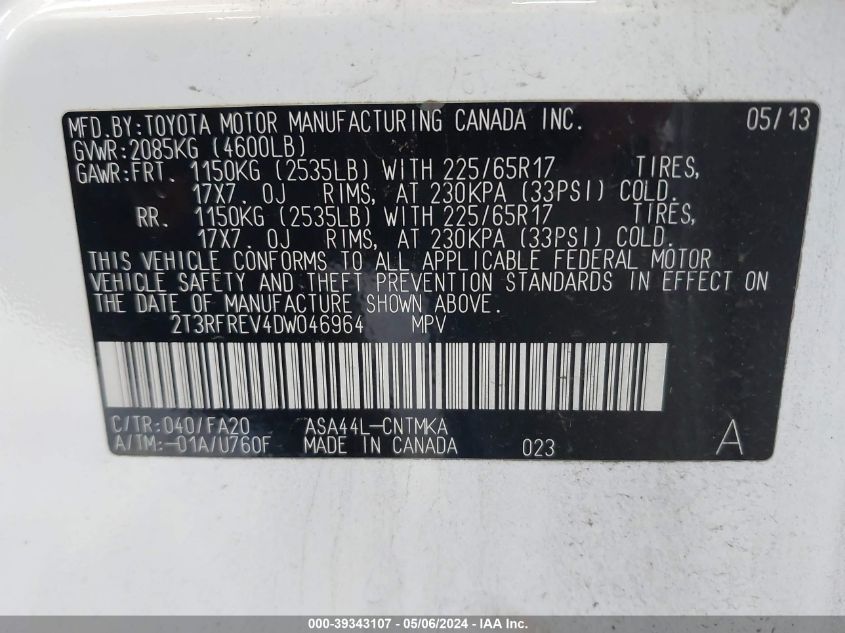 MFD.BY:TOYOTA MOTOR MANUFACTURING CANADA INC. 05/13
GVWR:2085KG (4600LB)
GAWR:FRT. 1150KG (2535LB) WITH 225/65R17 TIRES,
17X7. 0J RIMS, AT 230KPA (33PSI) COLD.
RR. 1150KG (2535LB) WITH 225/65R17 TIRES,
17X7. 0J RIMS, AT 230KPA (33PSI) COLD.
THIS VEHICLE CONFORMS TO ALL APPLICABLE FEDERAL MOTOR
VEHICLE SAFETY AND THEFT PREVENTION STANDARDS IN EFFECT ON
THE DATE OF MANUFACTURE SHOWN ABOVE.
2T3RFREV4DW046964 MPV
C/TR:040/FA20 ASA44L-CNTMKA
A/TM:-01A/U760F MADE IN CANADA 023 A
000-39343107 - 05/06/2024 - IAAI.com